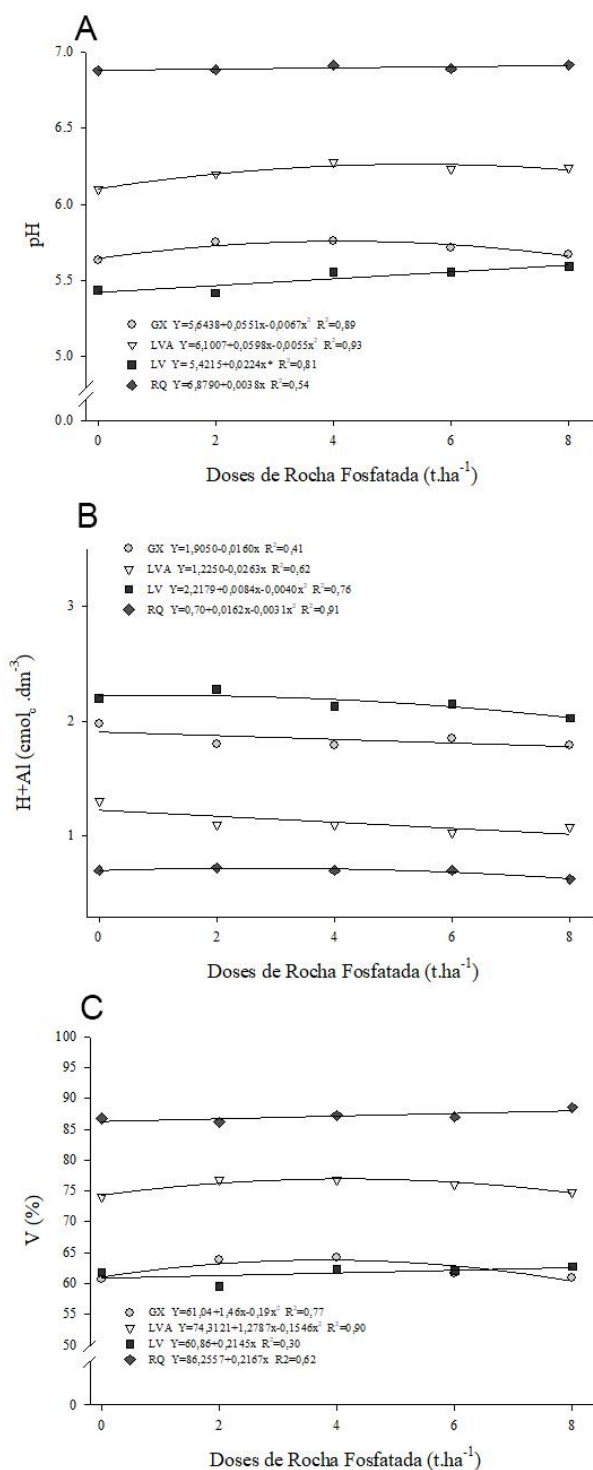 A
7.0
6.5
6.0
pH
5.5
5.0
0.0
GX Y=5,6438+0,0551x-0,0067x² R²=0,89
LVA Y=6,1007+0,0598x-0,0055x² R²=0,93
LV Y=5,4215+0,0224x* R²=0,81
RQ Y=6,8790+0,0038x R²=0,54
0 2 4 6 8
Doses de Rocha Fosfatada (t.ha⁻¹)
B
GX Y=1,9050-0,0160x R²=0,41
LVA Y=1,2250-0,0263x R²=0,62
LV Y=2,2179+0,0084x-0,0040x² R²=0,76
RQ Y=0,70+0,0162x-0,0031x² R²=0,91
3
2
1
H+Al (cmol_c .dm⁻³)
0 2 4 6 8
Doses de Rocha Fosfatada (t.ha⁻¹)
C
100
95
90
85
80
75
70
65
60
55
50
0
V (%)
GX Y=61,04+1,46x-0,19x² R²=0,77
LVA Y=74,3121+1,2787x-0,1546x² R²=0,90
LV Y=60,86+0,2145x R²=0,30
RQ Y=86,2557+0,2167x R2=0,62
0 2 4 6 8
Doses de Rocha Fosfatada (t.ha⁻¹)